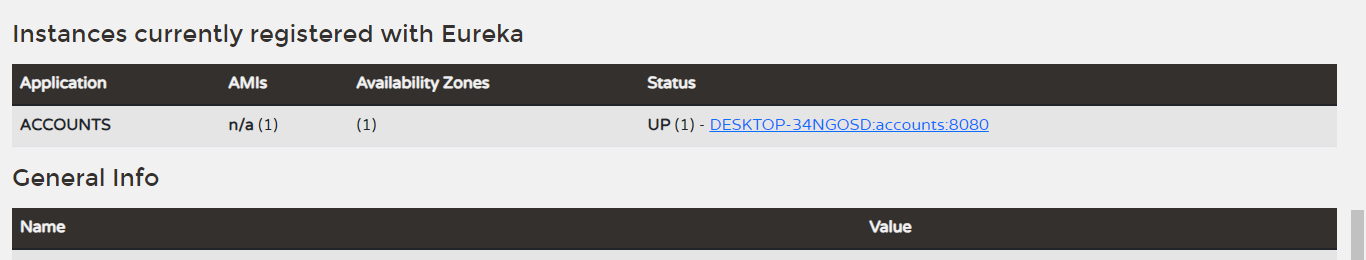 Instances currently registered with Eureka
Application AMIs Availability Zones Status
ACCOUNTS n/a (1) (1) UP (1) - DESKTOP-34NGOSD:accounts:8080
General Info
Name Value